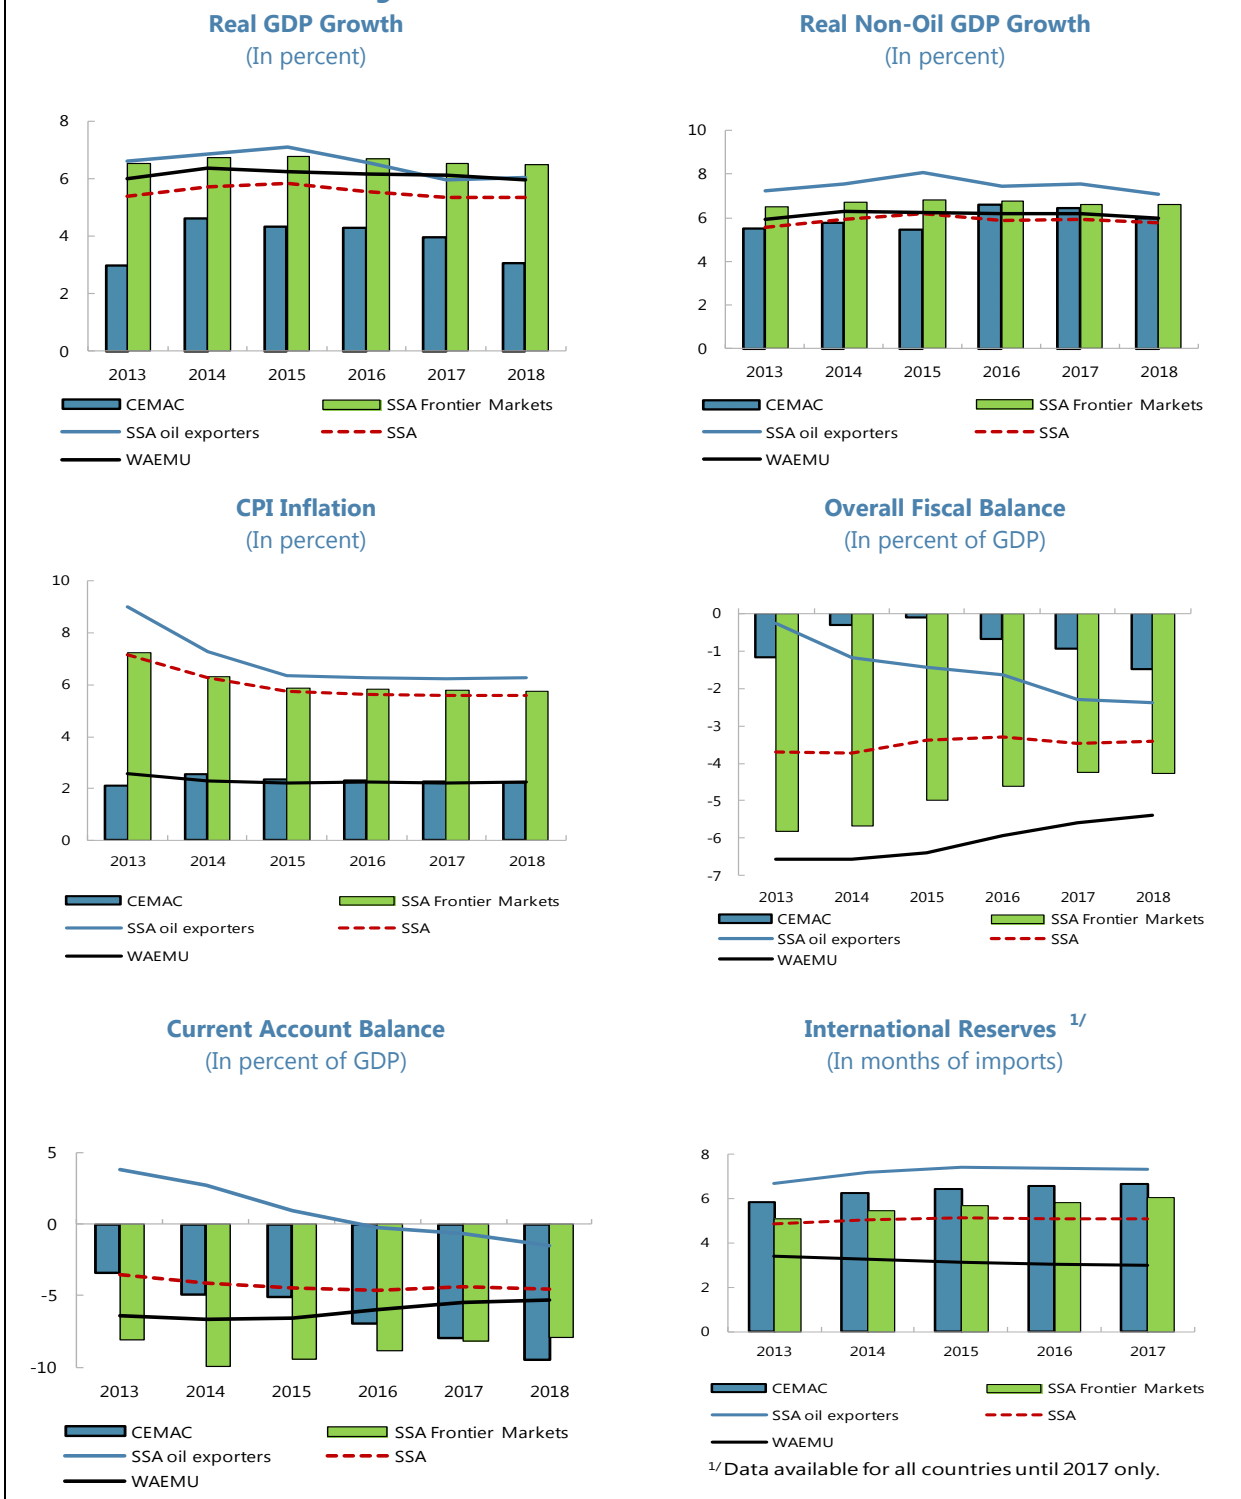 Real GDP Growth
(In percent)
8
6
4
2
0
2013 2014 2015 2016 2017 2018
CEMAC SSA Frontier Markets
SSA oil exporters SSA
WAEMU
Real Non-Oil GDP Growth
(In percent)
10
8
6
4
2
0
2013 2014 2015 2016 2017 2018
CEMAC SSA Frontier Markets
SSA oil exporters SSA
WAEMU
CPI Inflation
(In percent)
10
8
6
4
2
0
2013 2014 2015 2016 2017 2018
CEMAC SSA Frontier Markets
SSA oil exporters SSA
WAEMU
Overall Fiscal Balance
(In percent of GDP)
0
-1
-2
-3
-4
-5
-6
-7
2013 2014 2015 2016 2017 2018
CEMAC SSA Frontier Markets
SSA oil exporters SSA
WAEMU
Current Account Balance
(In percent of GDP)
5
0
-5
-10
2013 2014 2015 2016 2017 2018
CEMAC SSA Frontier Markets
SSA oil exporters SSA
WAEMU
International Reserves 1/
(In months of imports)
8
6
4
2
0
2013 2014 2015 2016 2017
CEMAC SSA Frontier Markets
SSA oil exporters SSA
WAEMU
1/ Data available for all countries until 2017 only.